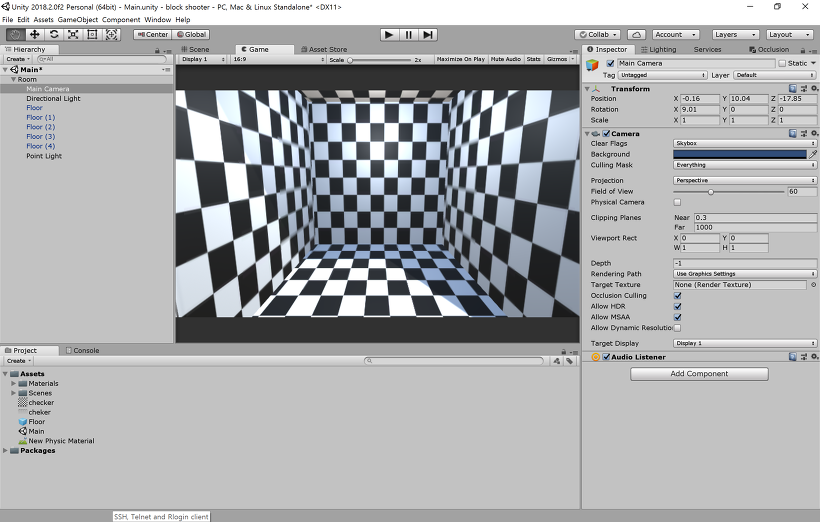 Unity 2018.2.0f2 Personal (64bit) - Main.unity - block shooter - PC, Mac & Linux Standalone* <DX11>
File Edit Assets GameObject Component Window Help
Center Global Collab Account Layers Layout
Hierarchy
Create All
Main*
Room
Main Camera
Directional Light
Floor
Floor (1)
Floor (2)
Floor (3)
Floor (4)
Point Light
Scene Game Asset Store
Display 1 16:9 Scale 2x Maximize On Play Mute Audio Stats Gizmos
Inspector Lighting Services Occlusion
Main Camera Static
Tag Untagged Layer Default
Transform
Position X -0.16 Y 10.04 Z -17.85
Rotation X 9.01 Y 0 Z 0
Scale X 1 Y 1 Z 1
Camera
Clear Flags Skybox
Background
Culling Mask Everything
Projection Perspective
Field of View 60
Physical Camera
Clipping Planes Near 0.3
Far 1000
Viewport Rect X 0 Y 0
W 1 H 1
Depth -1
Rendering Path Use Graphics Settings
Target Texture None (Render Texture)
Occlusion Culling
Allow HDR
Allow MSAA
Allow Dynamic Resolutio
Target Display Display 1
Audio Listener
Add Component
Project Console
Create
Assets
Materials
Scenes
checker
cheker
Floor
Main
New Physic Material
Packages
SSH, Telnet and Rlogin client